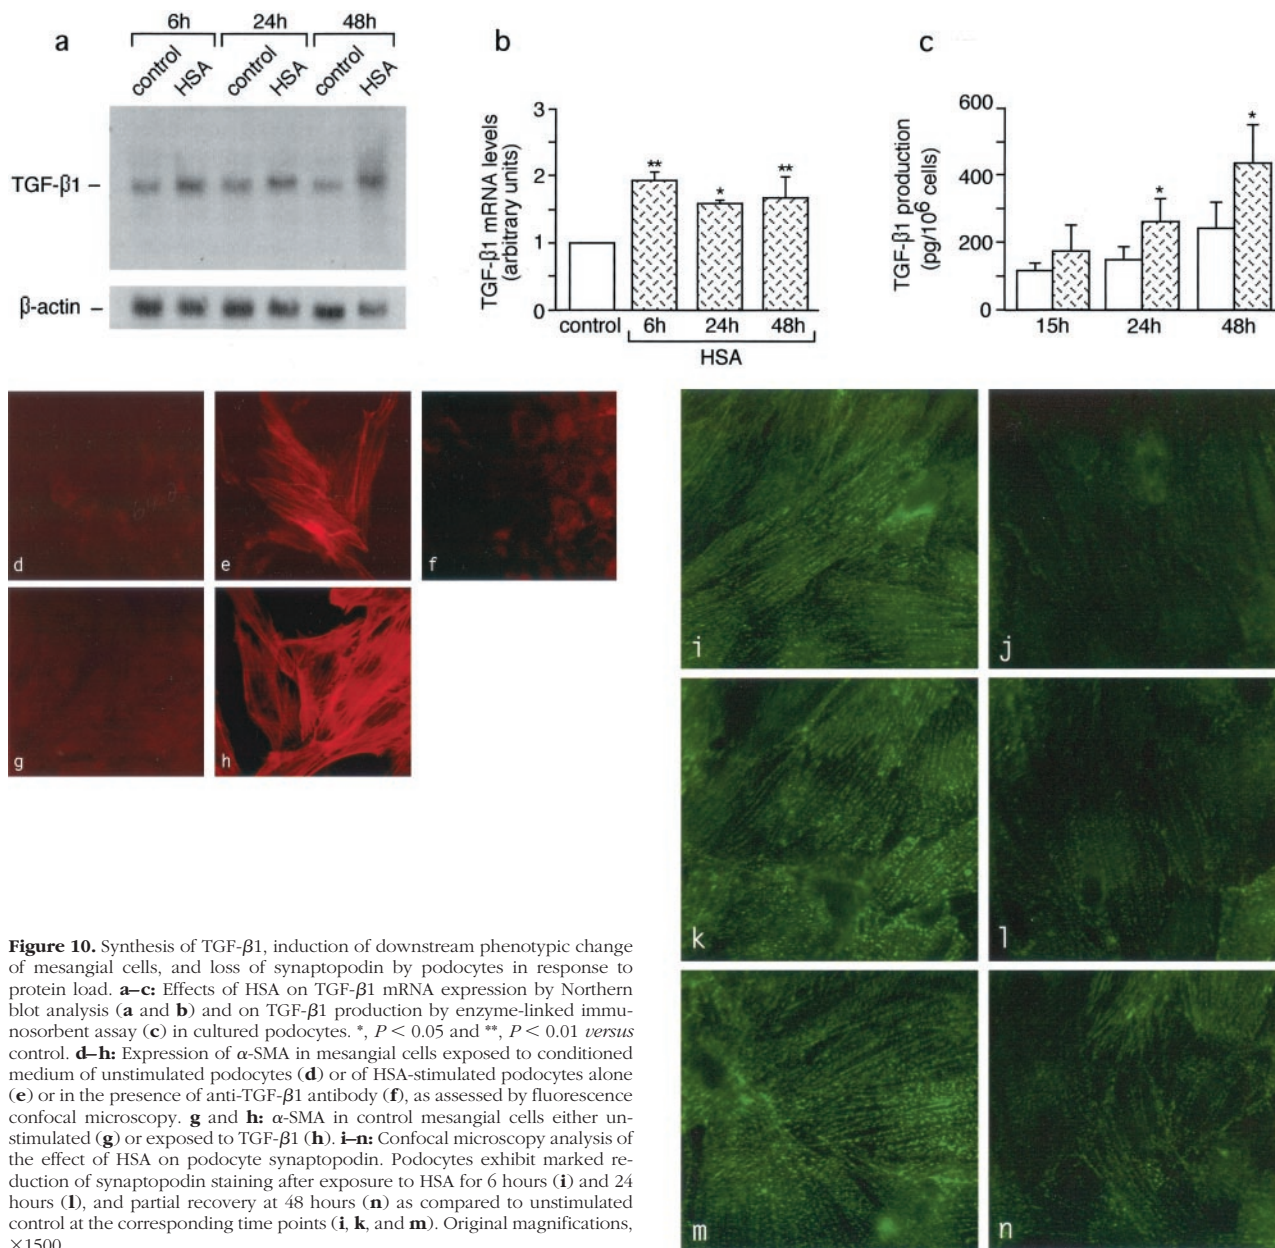 a
6h 24h 48h
control HSA control HSA control HSA
TGF-β1 –
β-actin –
b
TGF-β1 mRNA levels
(arbitrary units)
3
2
1
0
** * **
control 6h 24h 48h
HSA
c
TGF-β1 production
(pg/10⁶ cells)
600
400
200
0
* *
15h 24h 48h
d e f
g h
i j
k l
m n
Figure 10. Synthesis of TGF-β1, induction of downstream phenotypic change
of mesangial cells, and loss of synaptopodin by podocytes in response to
protein load. a–c: Effects of HSA on TGF-β1 mRNA expression by Northern
blot analysis (a and b) and on TGF-β1 production by enzyme-linked immu-
nosorbent assay (c) in cultured podocytes. *, P < 0.05 and **, P < 0.01 versus
control. d–h: Expression of α-SMA in mesangial cells exposed to conditioned
medium of unstimulated podocytes (d) or of HSA-stimulated podocytes alone
(e) or in the presence of anti-TGF-β1 antibody (f), as assessed by fluorescence
confocal microscopy. g and h: α-SMA in control mesangial cells either un-
stimulated (g) or exposed to TGF-β1 (h). i–n: Confocal microscopy analysis of
the effect of HSA on podocyte synaptopodin. Podocytes exhibit marked re-
duction of synaptopodin staining after exposure to HSA for 6 hours (i) and 24
hours (l), and partial recovery at 48 hours (n) as compared to unstimulated
control at the corresponding time points (i, k, and m). Original magnifications,
×1500.